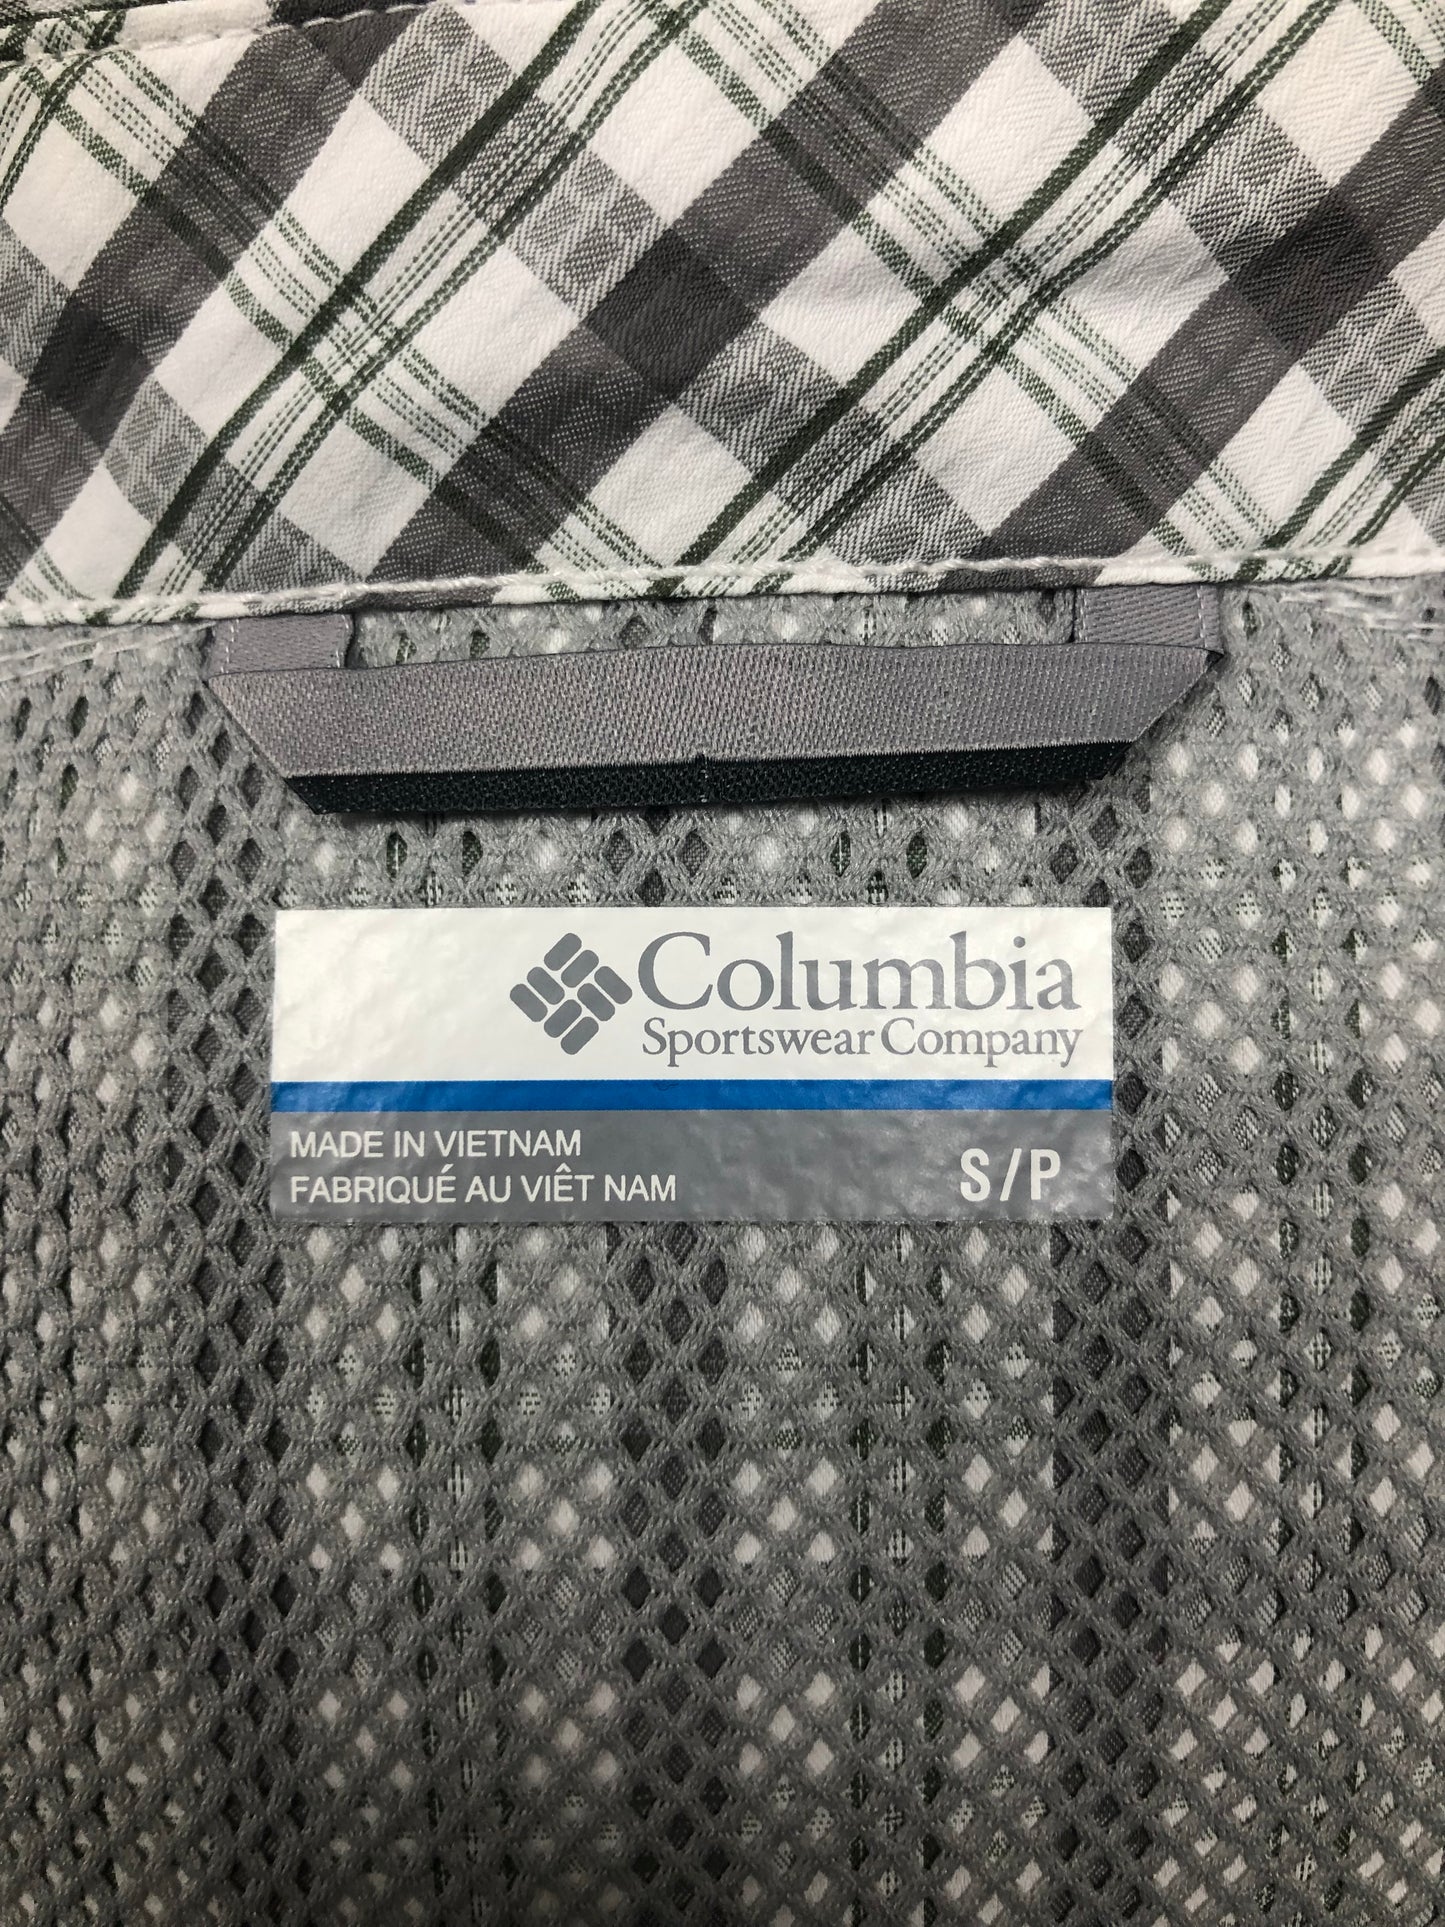 Columbia
Sportswear Company
MADE IN VIETNAM
FABRIQUÉ AU VIÊT NAM
S/P